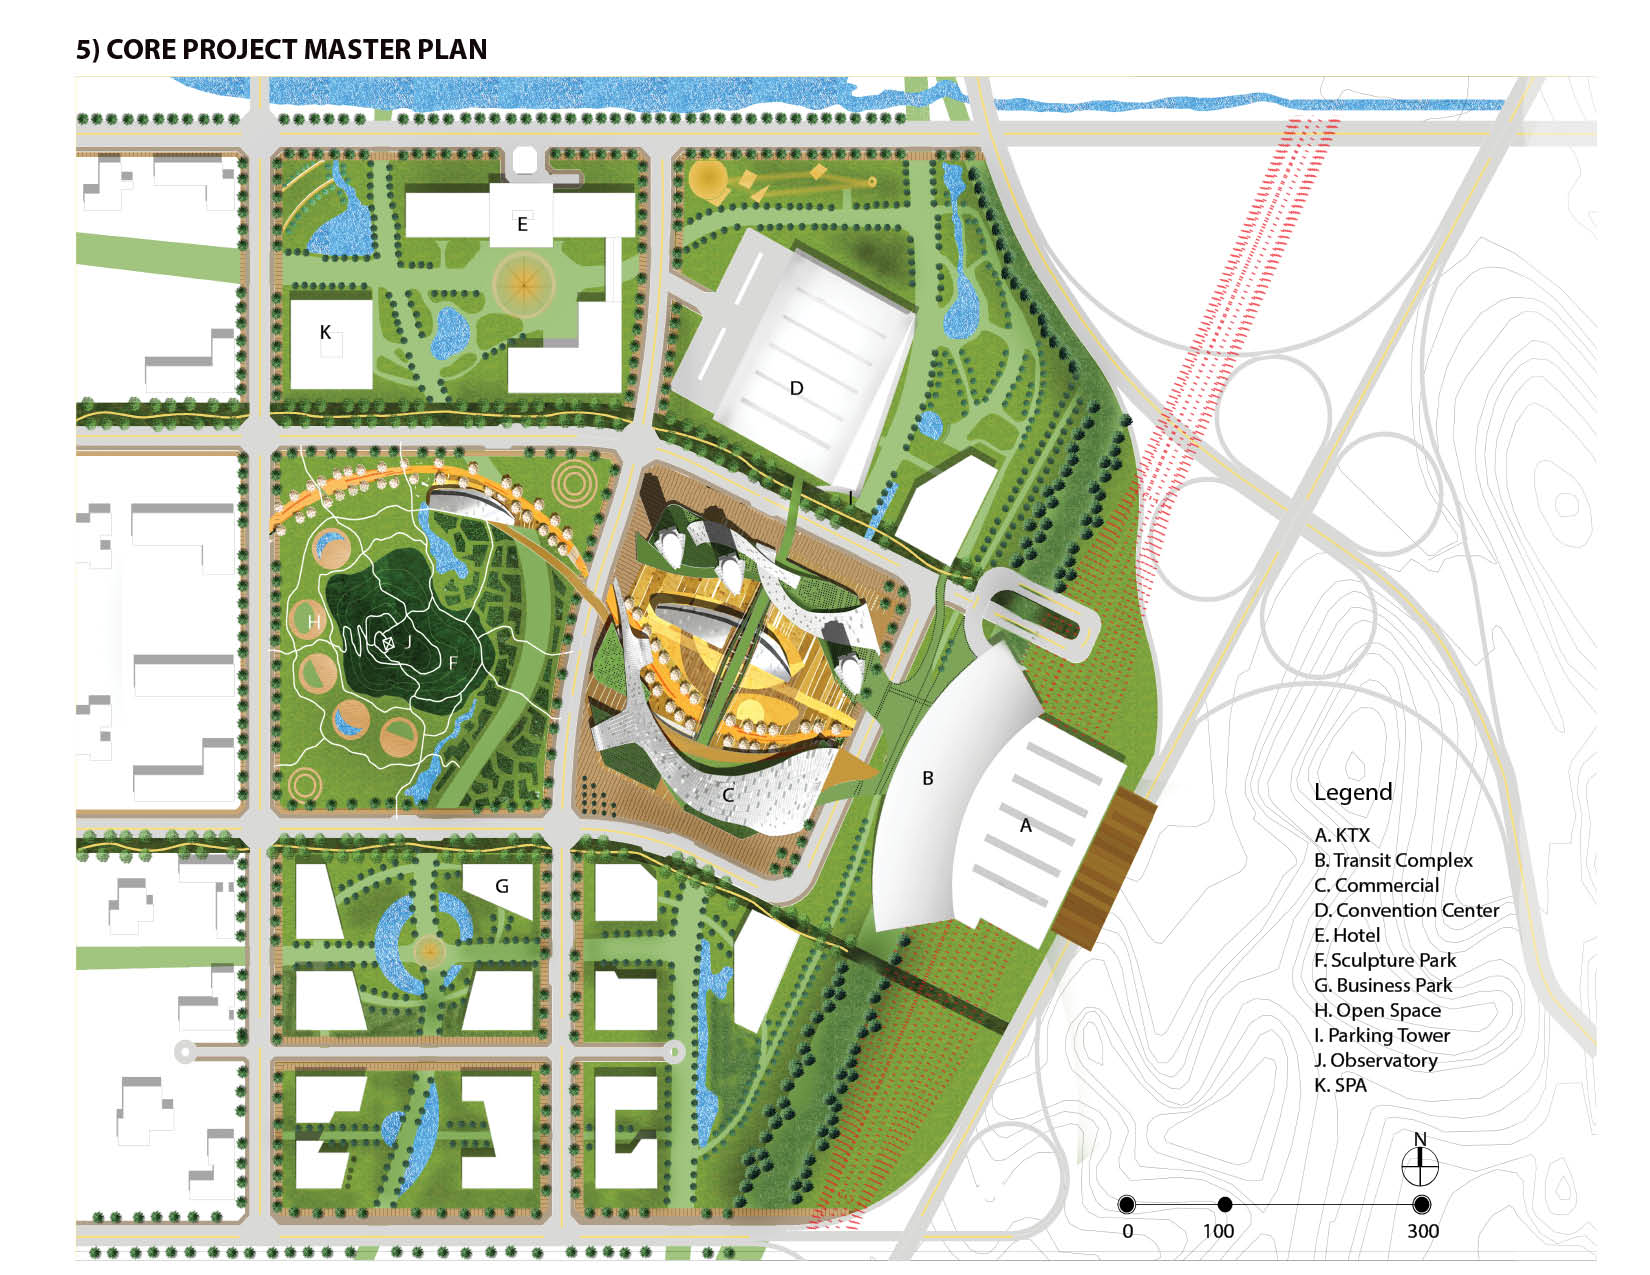 5) CORE PROJECT MASTER PLAN
E
K
D
I
H
J
F
B
C
A
G
Legend
A. KTX
B. Transit Complex
C. Commercial
D. Convention Center
E. Hotel
F. Sculpture Park
G. Business Park
H. Open Space
I. Parking Tower
J. Observatory
K. SPA
N
0 100 300